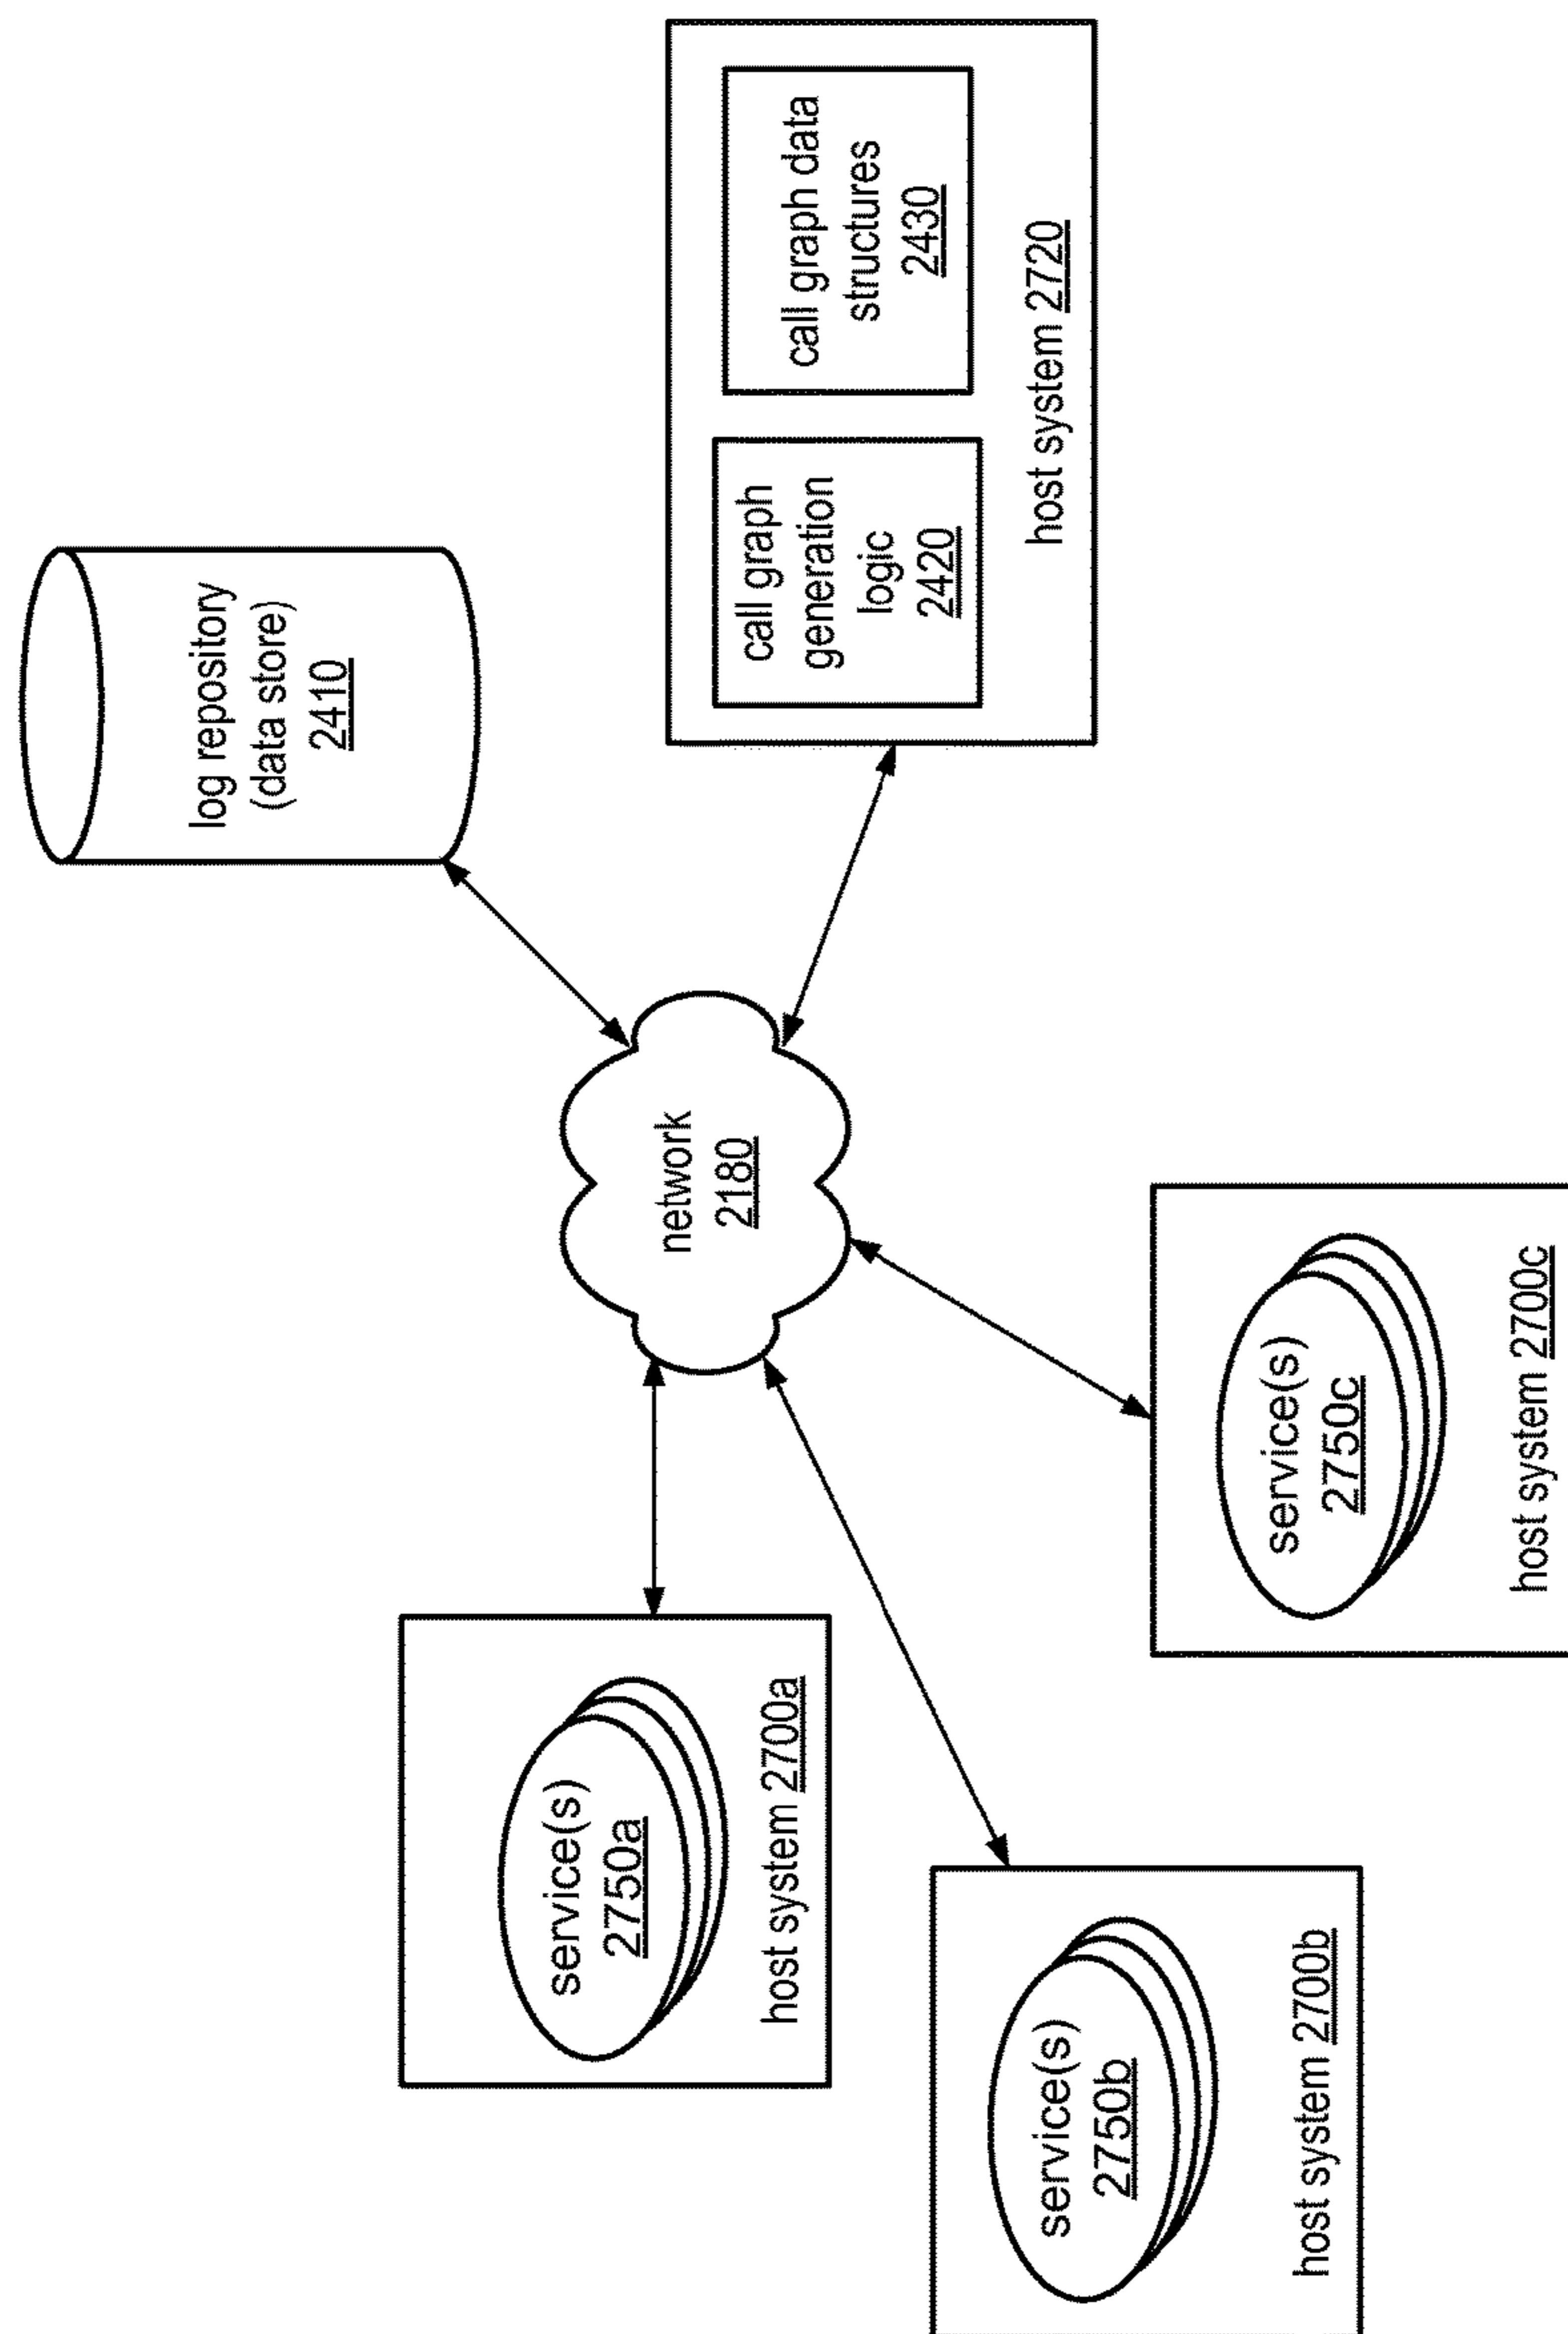 log repository
(data store)
2410
call graph
generation
logic
2420
call graph data
structures
2430
host system 2720
network
2180
service(s)
2750a
host system 2700a
service(s)
2750b
host system 2700b
service(s)
2750c
host system 2700c